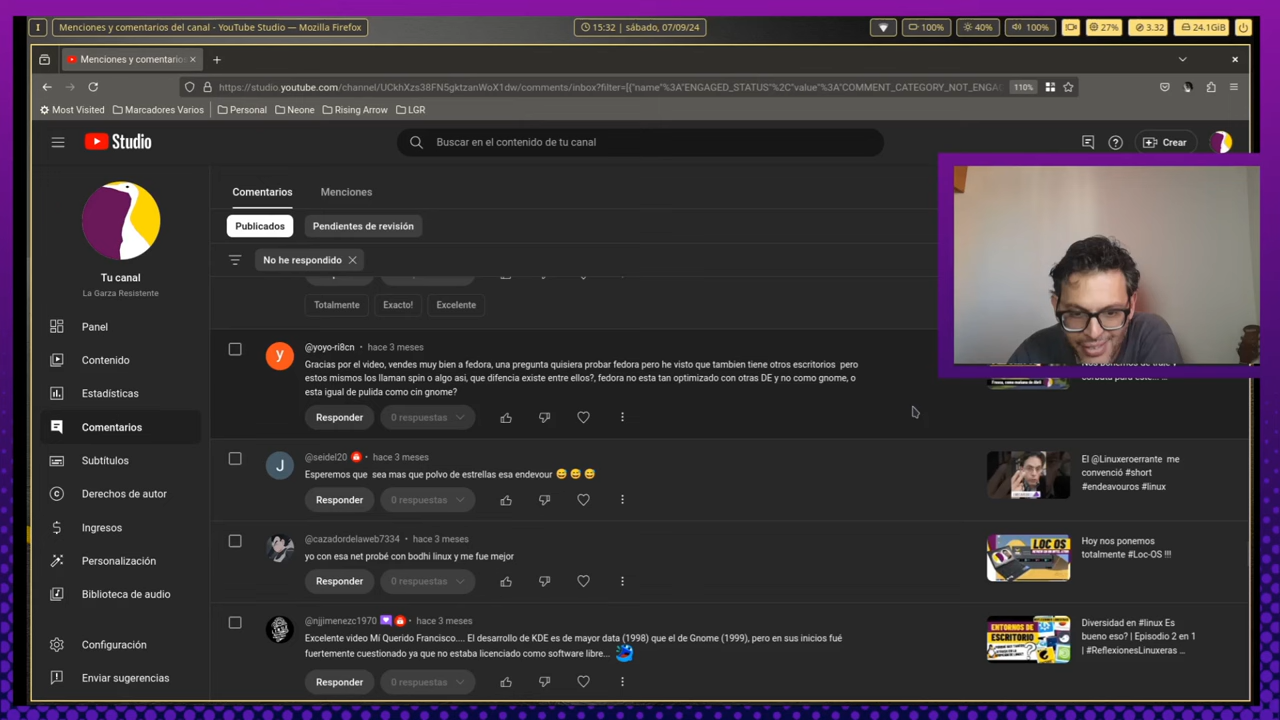 I
Menciones y comentarios del canal - YouTube Studio — Mozilla Firefox
15:32 | sábado, 07/09/24
100%
40%
100%
27%
3.32
24.1GiB
Menciones y comentario
https://studio.youtube.com/channel/UCkhXzs38FN5gktzanWoX1dw/comments/inbox?filter=[{"name"%3A"ENGAGED_STATUS"%2C"value"%3A"COMMENT_CATEGORY_NOT_ENGAG
110%
Most Visited
Marcadores Varios
Personal
Neone
Rising Arrow
LGR
Studio
Buscar en el contenido de tu canal
Crear
Tu canal
La Garza Resistente
Panel
Contenido
Estadísticas
Comentarios
Subtítulos
Derechos de autor
Ingresos
Personalización
Biblioteca de audio
Configuración
Enviar sugerencias
Comentarios
Menciones
Publicados
Pendientes de revisión
No he respondido
Totalmente
Exacto!
Excelente
y
@yoyo-ri8cn • hace 3 meses
Gracias por el video, vendes muy bien a fedora, una pregunta quisiera probar fedora pero he visto que tambien tiene otros escritorios pero
estos mismos los llaman spin o algo asi, que difencia existe entre ellos?, fedora no esta tan optimizado con otras DE y no como gnome, o
esta igual de pulida como cin gnome?
Responder
0 respuestas
J
@seidel20 • hace 3 meses
Esperemos que sea mas que polvo de estrellas esa endevour 😅 😅 😅
Responder
0 respuestas
El @Linuxeroerrante me
convenció #short
#endeavouros #linux
@cazadordelaweb7334 • hace 3 meses
yo con esa net probé con bodhi linux y me fue mejor
Responder
0 respuestas
LOC OS
Hoy nos ponemos
totalmente #Loc-OS !!!
@njjimenezc1970 • hace 3 meses
Excelente video Mi Querido Francisco.... El desarrollo de KDE es de mayor data (1998) que el de Gnome (1999), pero en sus inicios fué
fuertemente cuestionado ya que no estaba licenciado como software libre...
Responder
0 respuestas
ENTORNOS DE
ESCRITORIO
Diversidad en #linux Es
bueno eso? | Episodio 2 en 1
| #ReflexionesLinuxeras ...